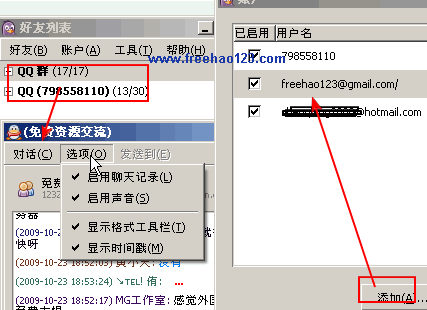 好友列表
好友(B) 账户(A) 工具(T) 帮助(H)
www.freehao123.com
QQ 群 (17/17)
QQ (798558110) (13/30)
(免费资源交流)
对话(C) 选项(O) 发送到(E)
启用聊天记录(L)
启用声音(S)
显示格式工具栏(T)
显示时间戳(M)
免费
1232
务器
(2009-10-23
快呀
(2009-10-23 18:52:03) 黄小天: 没有
(2009-10-23 18:53:24) ↘TEL! 侑: ...
(2009-10-23 18:52:17) MG工作室: 感觉外国
账户
已启用 用户名
798558110
freehao123@gmail.com/
@hotmail.com
添加(A)...